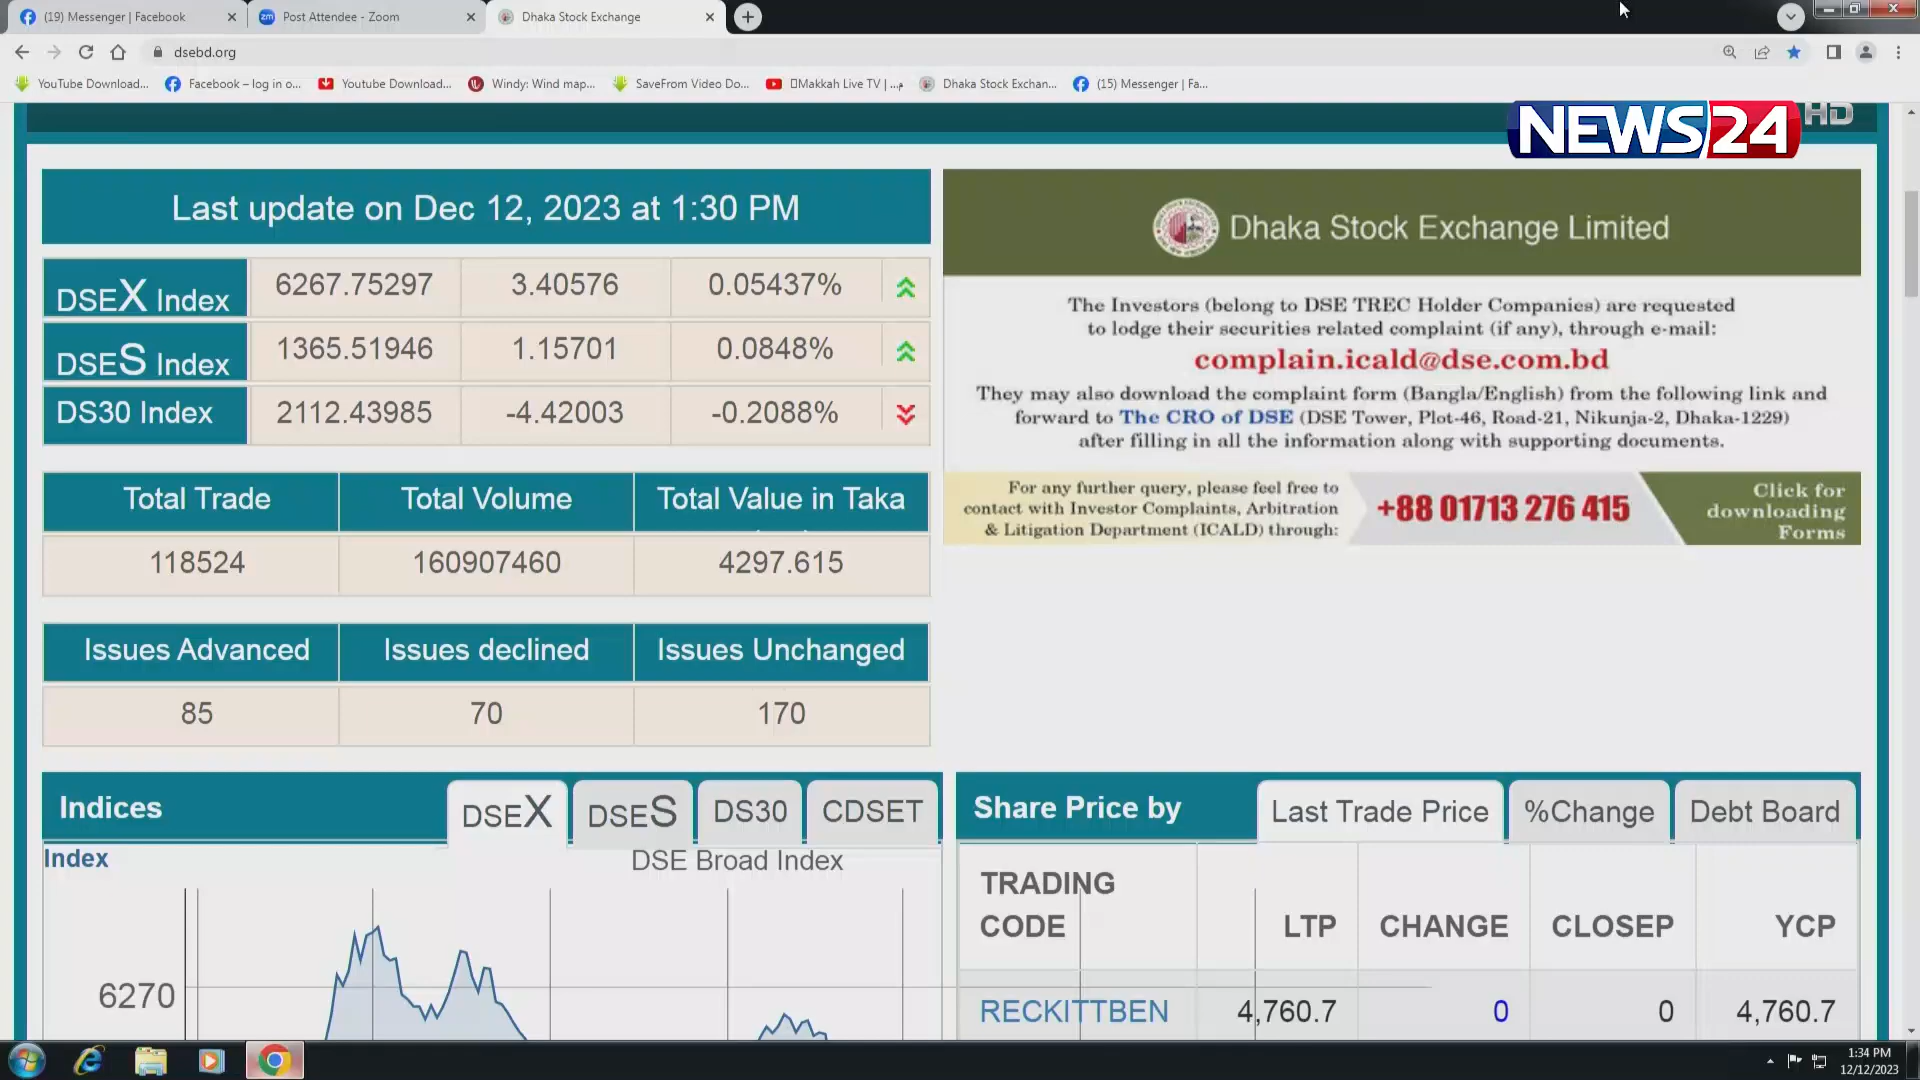 (19) Messenger | Facebook
Post Attendee - Zoom
Dhaka Stock Exchange
dsebd.org
YouTube Download...
Facebook – log in o...
Youtube Download...
Windy: Wind map...
SaveFrom Video Do...
Makkah Live TV | ...
Dhaka Stock Exchan...
(15) Messenger | Fa...
NEWS 24 HD
Last update on Dec 12, 2023 at 1:30 PM
DSEX Index 6267.75297 3.40576 0.05437%
DSES Index 1365.51946 1.15701 0.0848%
DS30 Index 2112.43985 -4.42003 -0.2088%
Total Trade Total Volume Total Value in Taka
118524 160907460 4297.615
Issues Advanced Issues declined Issues Unchanged
85 70 170
Dhaka Stock Exchange Limited
The Investors (belong to DSE TREC Holder Companies) are requested
to lodge their securities related complaint (if any), through e-mail:
complain.icald@dse.com.bd
They may also download the complaint form (Bangla/English) from the following link and
forward to The CRO of DSE (DSE Tower, Plot-46, Road-21, Nikunja-2, Dhaka-1229)
after filling in all the information along with supporting documents.
For any further query, please feel free to
contact with Investor Complaints, Arbitration
& Litigation Department (ICALD) through:
+88 01713 276 415
Click for
downloading
Forms
Indices DSEX DSES DS30 CDSET
Index
DSE Broad Index
6270
Share Price by Last Trade Price %Change Debt Board
TRADING
CODE LTP CHANGE CLOSEP YCP
RECKITTBEN 4,760.7 0 0 4,760.7
1:34 PM
12/12/2023